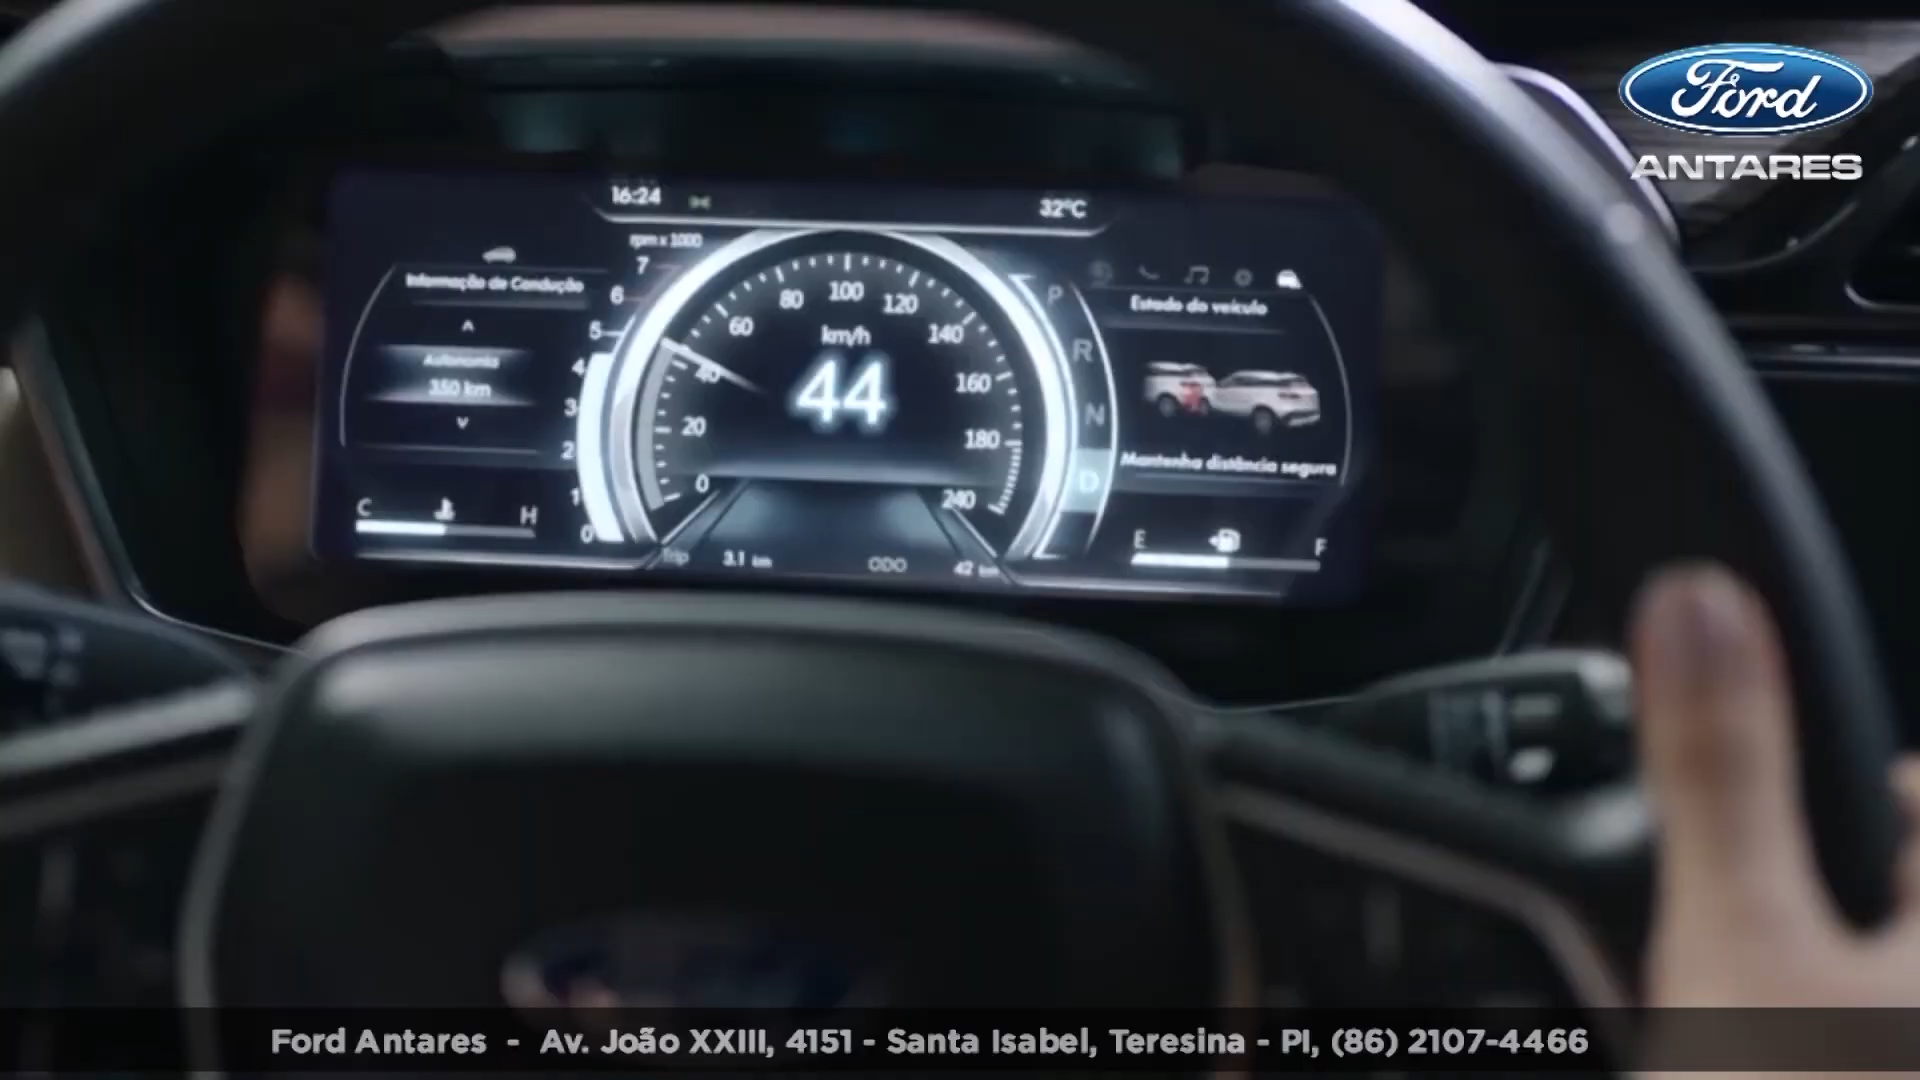 Ford
ANTARES
16:24
32°C
rpm x 1000
7
6
5
4
3
2
1
0
Informação de Condução
Autonomia
350 km
C
H
0
20
40
60
80
100
120
140
160
180
240
km/h
44
P
R
N
D
Estado do veículo
Mantenha distância segura
E
F
Trip 3.1 km
ODO 42 km
Ford Antares - Av. João XXIII, 4151 - Santa Isabel, Teresina - PI, (86) 2107-4466